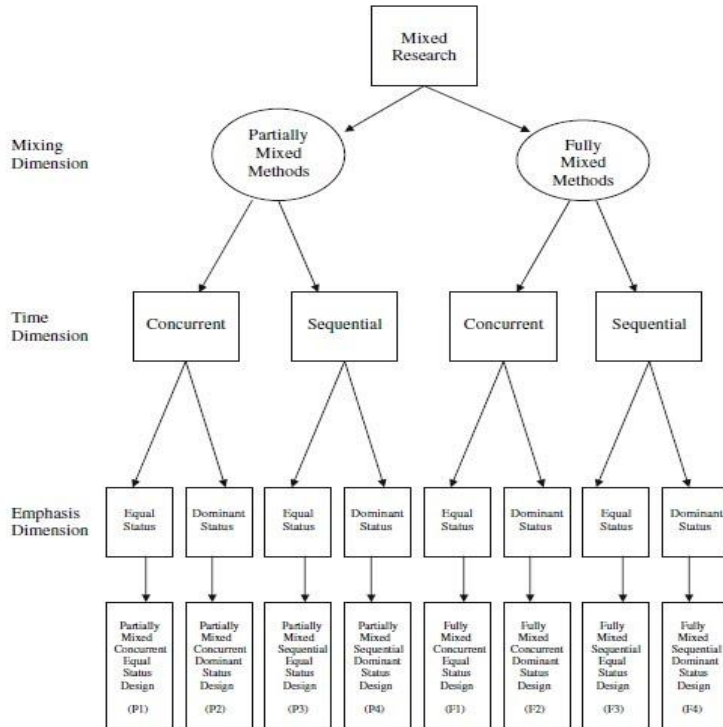 Mixed
Research
Mixing
Dimension
Partially
Mixed
Methods
Fully
Mixed
Methods
Time
Dimension
Concurrent
Sequential
Concurrent
Sequential
Emphasis
Dimension
Equal
Status
Dominant
Status
Equal
Status
Dominant
Status
Equal
Status
Dominant
Status
Equal
Status
Dominant
Status
Partially
Mixed
Concurrent
Equal
Status
Design
(P1)
Partially
Mixed
Concurrent
Dominant
Status
Design
(P2)
Partially
Mixed
Sequential
Equal
Status
Design
(P3)
Partially
Mixed
Sequential
Dominant
Status
Design
(P4)
Fully
Mixed
Concurrent
Equal
Status
Design
(F1)
Fully
Mixed
Concurrent
Dominant
Status
Design
(F2)
Fully
Mixed
Sequential
Equal
Status
Design
(F3)
Fully
Mixed
Sequential
Dominant
Status
Design
(F4)